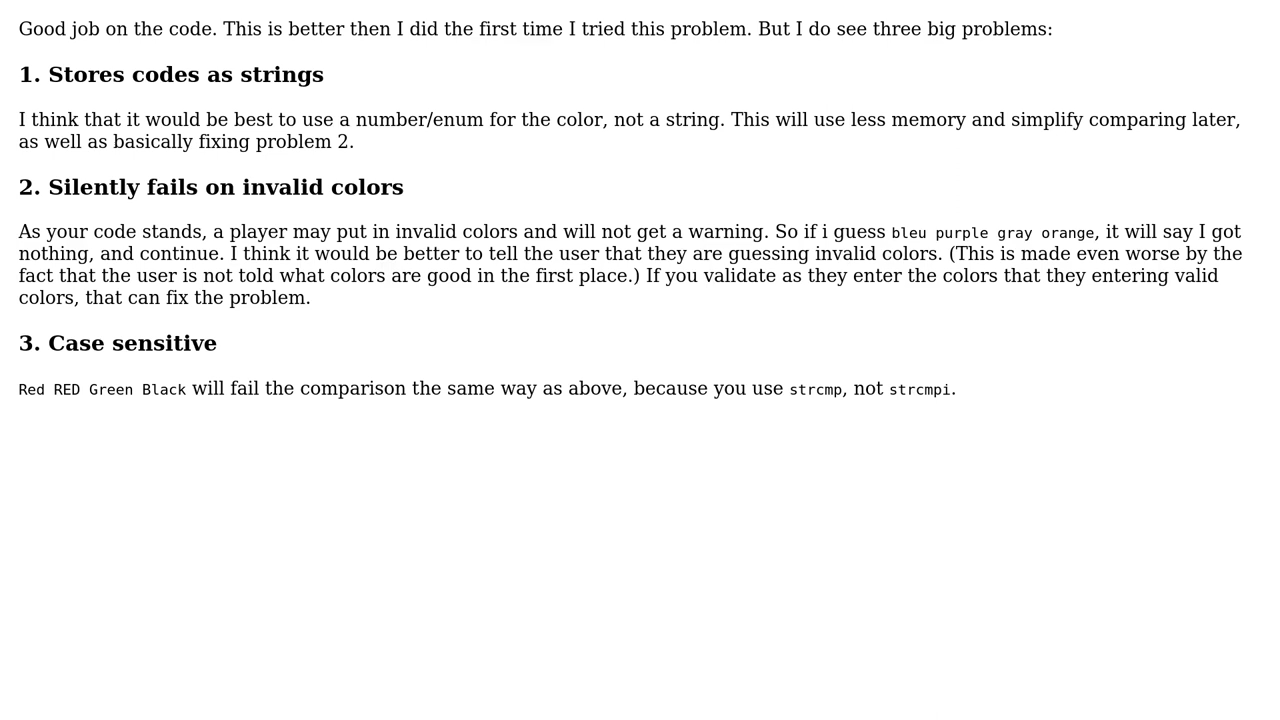 Good job on the code. This is better then I did the first time I tried this problem. But I do see three big problems:
1. Stores codes as strings
I think that it would be best to use a number/enum for the color, not a string. This will use less memory and simplify comparing later,
as well as basically fixing problem 2.
2. Silently fails on invalid colors
As your code stands, a player may put in invalid colors and will not get a warning. So if i guess bleu purple gray orange, it will say I got
nothing, and continue. I think it would be better to tell the user that they are guessing invalid colors. (This is made even worse by the
fact that the user is not told what colors are good in the first place.) If you validate as they enter the colors that they entering valid
colors, that can fix the problem.
3. Case sensitive
Red RED Green Black will fail the comparison the same way as above, because you use strcmp, not strcmpi.